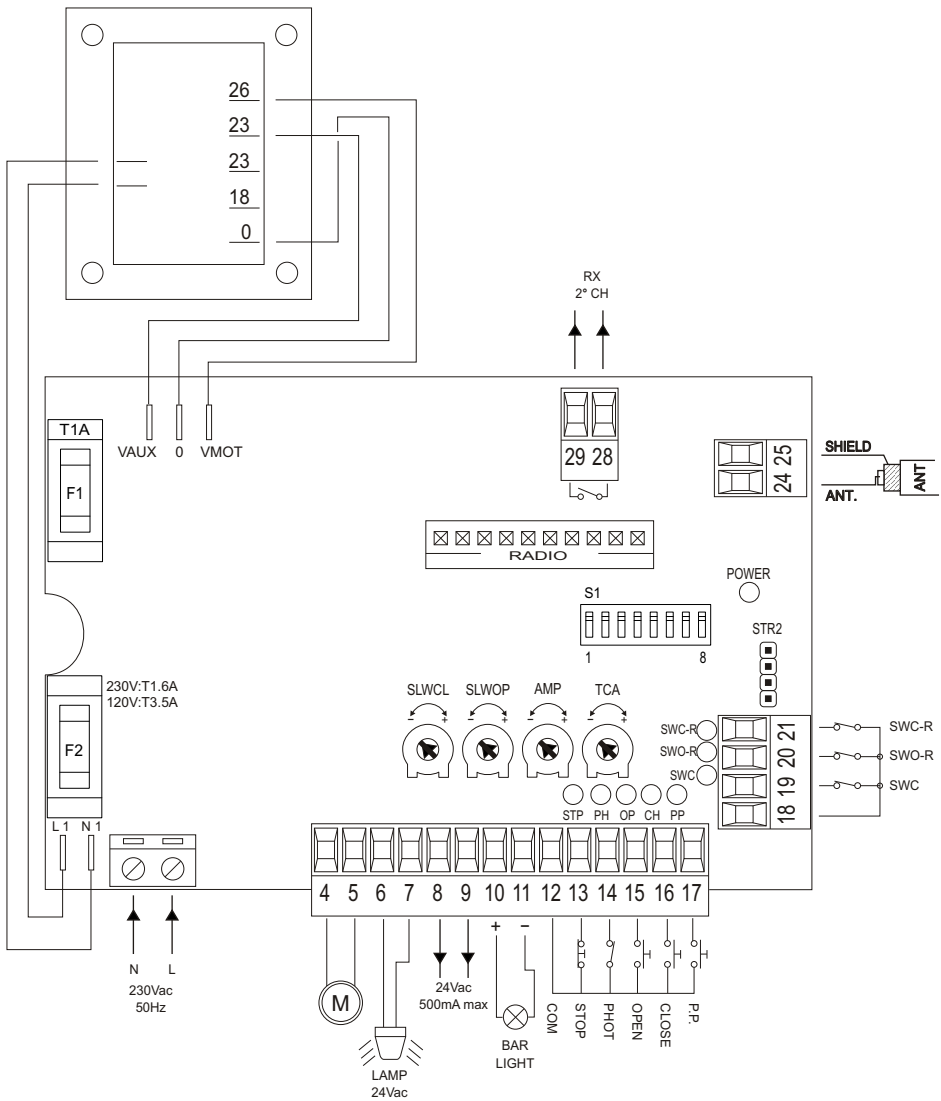 26
23
23
18
0
RX
2° CH
T1A
F1
VAUX 0 VMOT
29 28
24 25
SHIELD
ANT.
ANT
RADIO
POWER
S1
1 8
STR2
230V:T1.6A
120V:T3.5A
F2
SLWCL SLWOP AMP TCA
- + - + - + - +
SWC-R
SWO-R
SWC
18 19 20 21
SWC-R
SWO-R
SWC
STP PH OP CH PP
L1 N1
4 5 6 7 8 9 10 11 12 13 14 15 16 17
+ -
N L
230Vac
50Hz
M
LAMP
24Vac
24Vac
500mA max
BAR
LIGHT
COM
STOP
PHOT
OPEN
CLOSE
P.P.